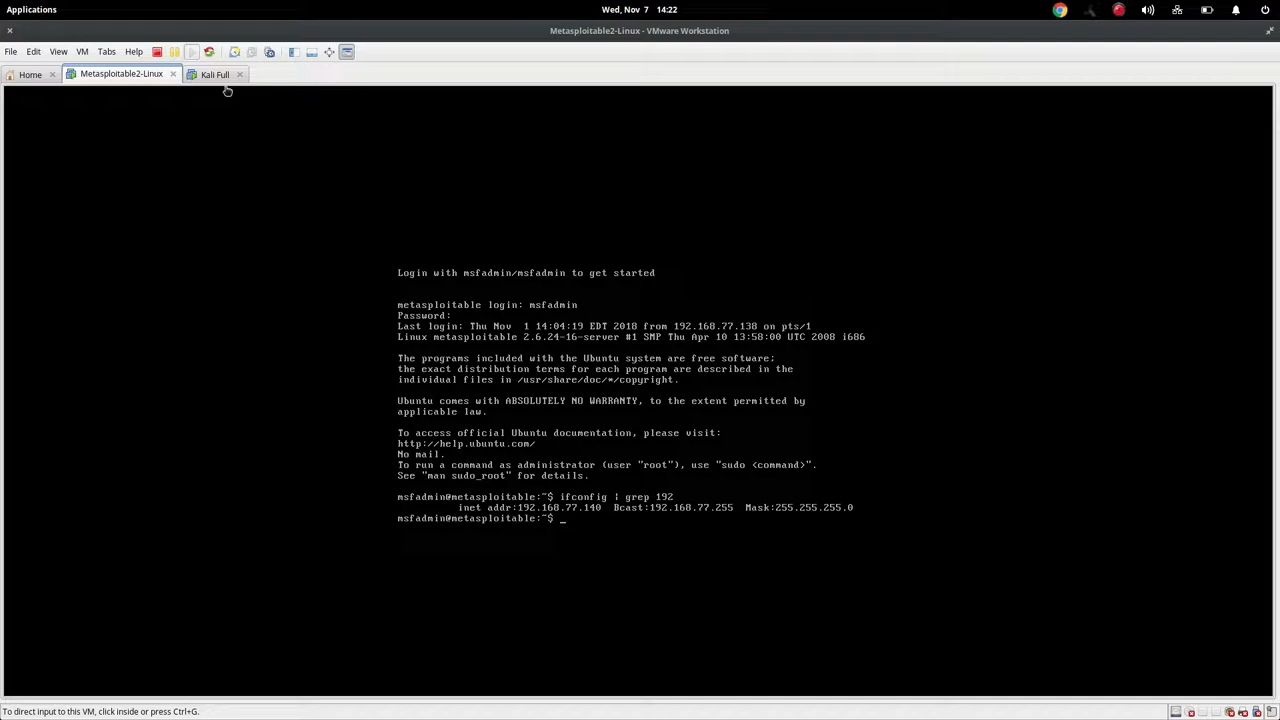 Applications
Wed, Nov 7 14:22
Metasploitable2-Linux - VMware Workstation
File Edit View VM Tabs Help
Home Metasploitable2-Linux Kali Full
Login with msfadmin/msfadmin to get started
metasploitable login: msfadmin
Password:
Last login: Thu Nov  1 14:04:19 EDT 2018 from 192.168.77.138 on pts/1
Linux metasploitable 2.6.24-16-server #1 SMP Thu Apr 10 13:58:00 UTC 2008 i686
The programs included with the Ubuntu system are free software;
the exact distribution terms for each program are described in the
individual files in /usr/share/doc/*/copyright.
Ubuntu comes with ABSOLUTELY NO WARRANTY, to the extent permitted by
applicable law.
To access official Ubuntu documentation, please visit:
http://help.ubuntu.com/
No mail.
To run a command as administrator (user "root"), use "sudo <command>".
See "man sudo_root" for details.
msfadmin@metasploitable:~$ ifconfig | grep 192
inet addr:192.168.77.140  Bcast:192.168.77.255  Mask:255.255.255.0
msfadmin@metasploitable:~$ _
To direct input to this VM, click inside or press Ctrl+G.